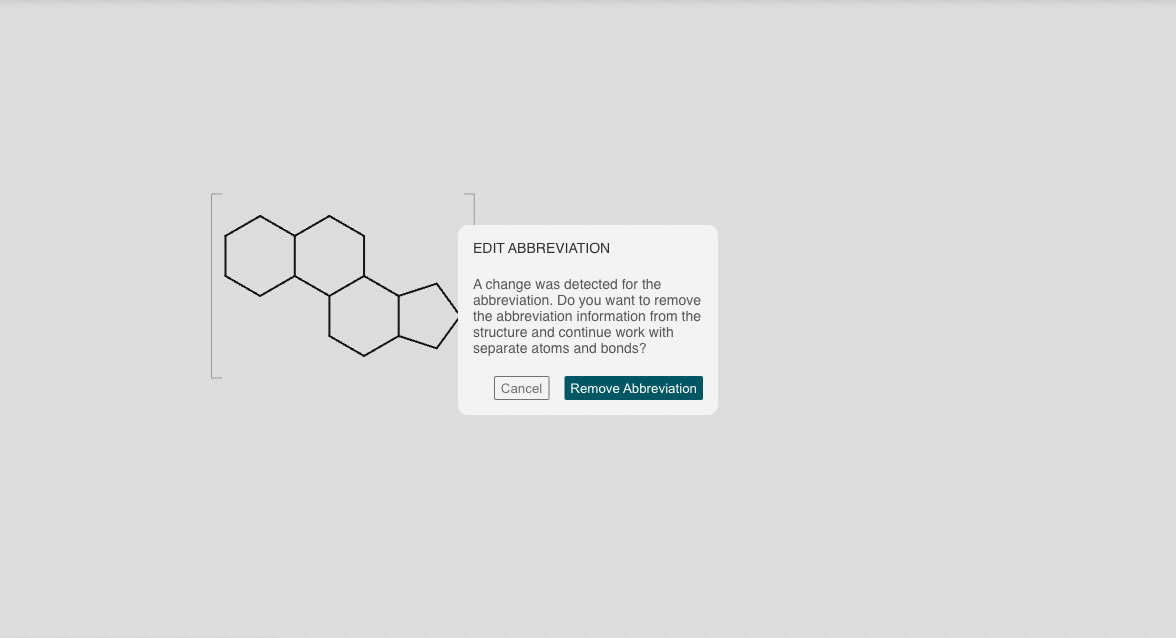 EDIT ABBREVIATION
A change was detected for the
abbreviation. Do you want to remove
the abbreviation information from the
structure and continue work with
separate atoms and bonds?
Cancel
Remove Abbreviation